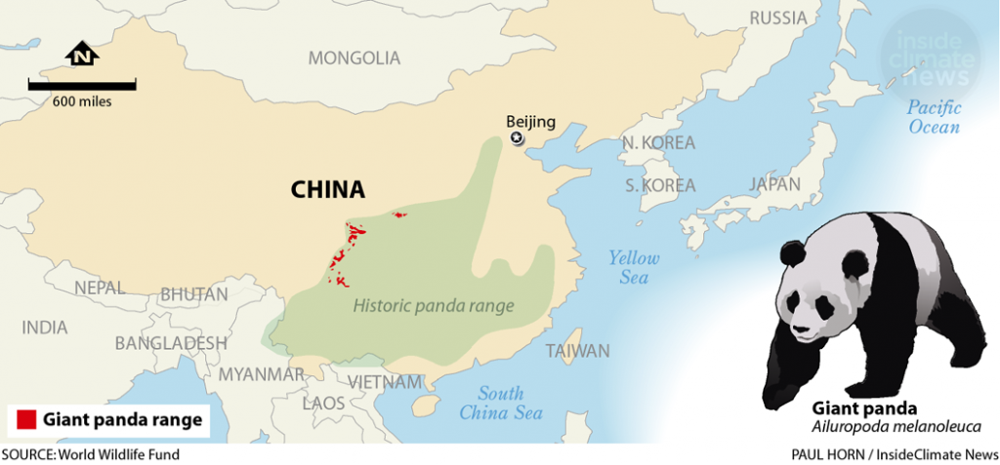 RUSSIA
inside
climate
news
MONGOLIA
N
600 miles
Pacific
Ocean
Beijing
N. KOREA
CHINA
S. KOREA
JAPAN
Yellow
Sea
NEPAL
BHUTAN
Historic panda range
INDIA
BANGLADESH
TAIWAN
MYANMAR
VIETNAM
LAOS
South
China Sea
Giant panda range
Giant panda
Ailuropoda melanoleuca
SOURCE: World Wildlife Fund
PAUL HORN / InsideClimate News